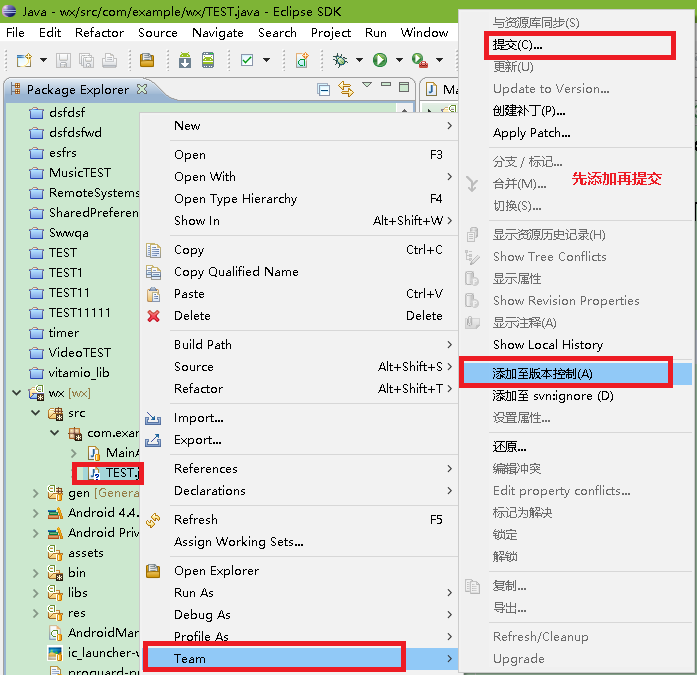 Java - wx/src/com/example/wx/TEST.java - Eclipse SDK
File Edit Refactor Source Navigate Search Project Run Window
Package Explorer
dsfdsf
dsfdsfwd
esfrs
MusicTEST
RemoteSystems
SharedPreferen
Swwqa
TEST
TEST1
TEST11
TEST11111
timer
VideoTEST
vitamio_lib
wx [wx]
src
com.exar
MainA
TEST.j
gen [Genera
Android 4.4.
Android Priv
assets
bin
libs
res
AndroidMar
ic_launcher-v
proguard-p
New
Open F3
Open With
Open Type Hierarchy F4
Show In Alt+Shift+W
Copy Ctrl+C
Copy Qualified Name
Paste Ctrl+V
Delete Delete
Build Path
Source Alt+Shift+S
Refactor Alt+Shift+T
Import...
Export...
References
Declarations
Refresh F5
Assign Working Sets...
Open Explorer
Run As
Debug As
Profile As
Team
Ma
与资源库同步(S)
提交(C)...
更新(U)
Update to Version...
创建补丁(P)...
Apply Patch...
分支 / 标记...
合并(M)...
先添加再提交
切换(S)...
显示资源历史记录(H)
Show Tree Conflicts
显示属性
Show Revision Properties
显示注释(A)
Show Local History
添加至版本控制(A)
添加至 svn:ignore (D)
设置属性...
还原...
编辑冲突
Edit property conflicts...
标记为解决
锁定
解锁
复制...
导出...
Refresh/Cleanup
Upgrade